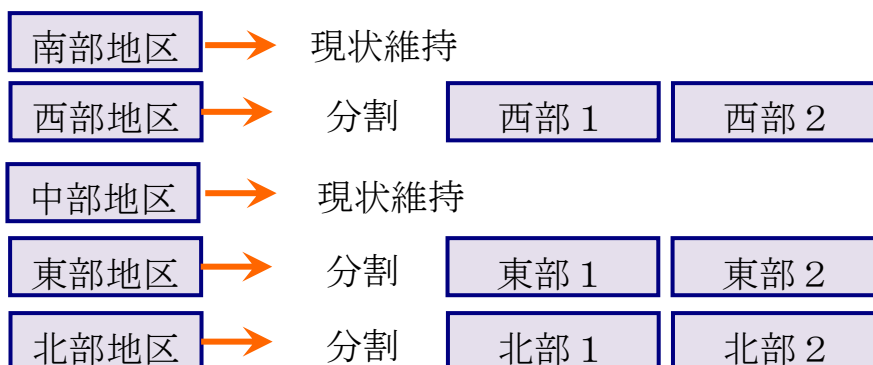 南部地区 現状維持
西部地区 分割 西部１ 西部２
中部地区 現状維持
東部地区 分割 東部１ 東部２
北部地区 分割 北部１ 北部２